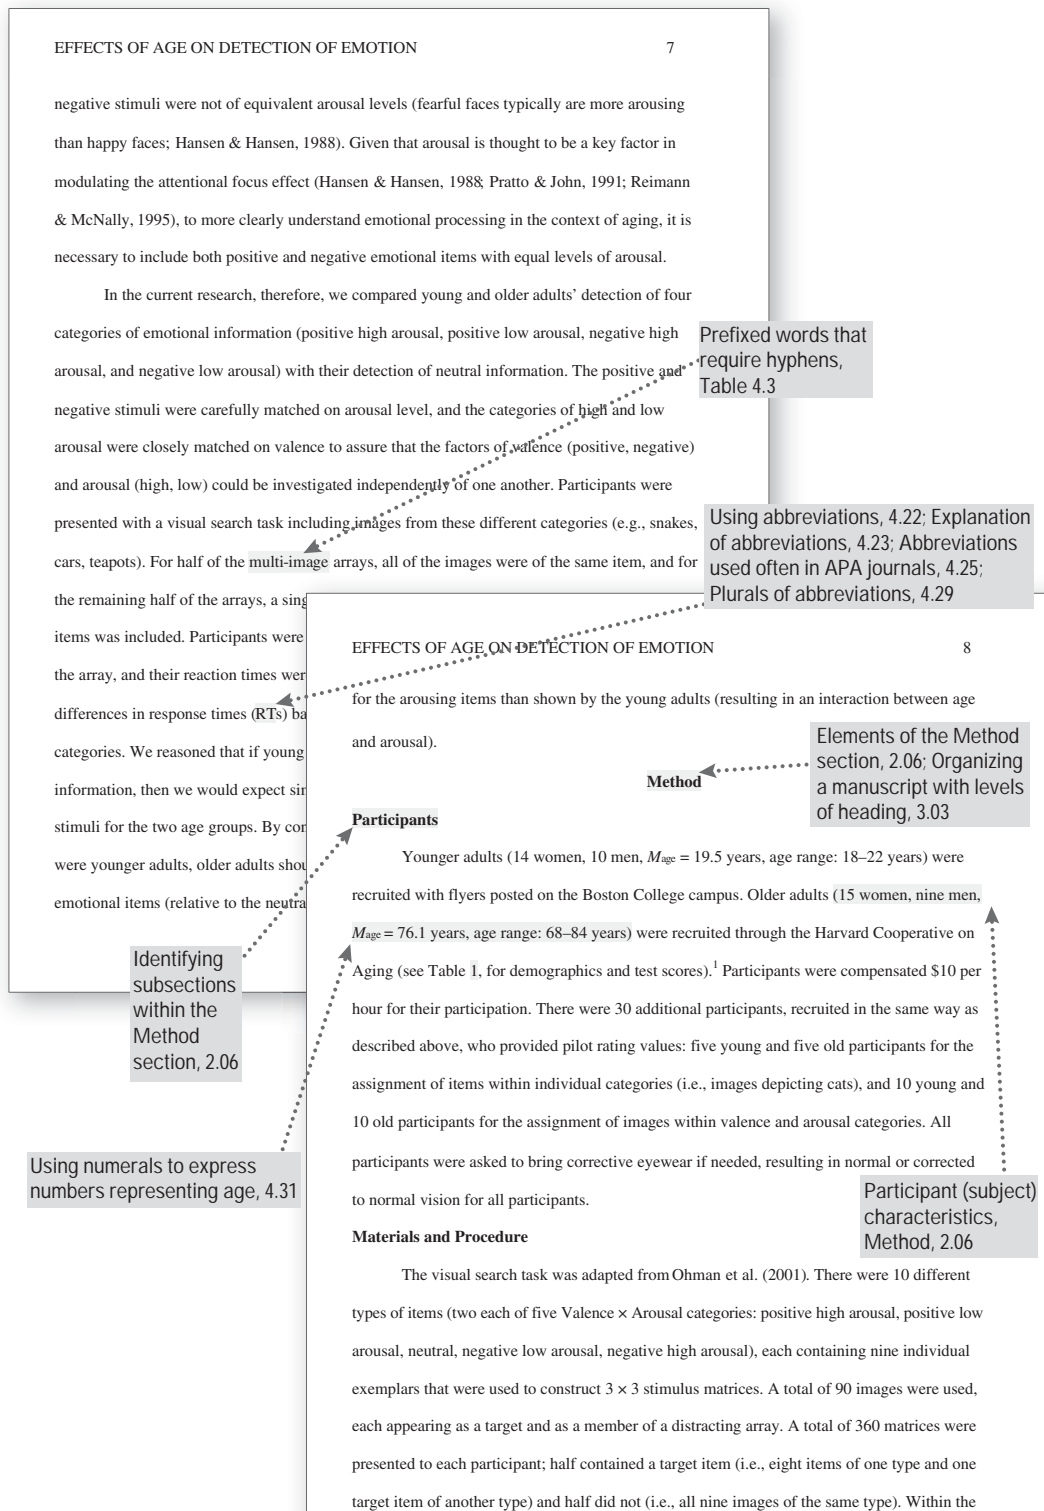 EFFECTS OF AGE ON DETECTION OF EMOTION 7
negative stimuli were not of equivalent arousal levels (fearful faces typically are more arousing
than happy faces; Hansen & Hansen, 1988). Given that arousal is thought to be a key factor in
modulating the attentional focus effect (Hansen & Hansen, 1988; Pratto & John, 1991; Reimann
& McNally, 1995), to more clearly understand emotional processing in the context of aging, it is
necessary to include both positive and negative emotional items with equal levels of arousal.
In the current research, therefore, we compared young and older adults’ detection of four
categories of emotional information (positive high arousal, positive low arousal, negative high
arousal, and negative low arousal) with their detection of neutral information. The positive and
negative stimuli were carefully matched on arousal level, and the categories of high and low
arousal were closely matched on valence to assure that the factors of valence (positive, negative)
and arousal (high, low) could be investigated independently of one another. Participants were
presented with a visual search task including images from these different categories (e.g., snakes,
cars, teapots). For half of the multi-image arrays, all of the images were of the same item, and for
the remaining half of the arrays, a sing
items was included. Participants were
the array, and their reaction times wer
differences in response times (RTs) ba
categories. We reasoned that if young
information, then we would expect sin
stimuli for the two age groups. By con
were younger adults, older adults shou
emotional items (relative to the neutra
Prefixed words that
require hyphens,
Table 4.3
Using abbreviations, 4.22; Explanation
of abbreviations, 4.23; Abbreviations
used often in APA journals, 4.25;
Plurals of abbreviations, 4.29
EFFECTS OF AGE ON DETECTION OF EMOTION 8
for the arousing items than shown by the young adults (resulting in an interaction between age
and arousal).
Elements of the Method
section, 2.06; Organizing
a manuscript with levels
of heading, 3.03
Method
Participants
Younger adults (14 women, 10 men, Mage = 19.5 years, age range: 18–22 years) were
recruited with flyers posted on the Boston College campus. Older adults (15 women, nine men,
Mage = 76.1 years, age range: 68–84 years) were recruited through the Harvard Cooperative on
Aging (see Table 1, for demographics and test scores).1 Participants were compensated $10 per
hour for their participation. There were 30 additional participants, recruited in the same way as
described above, who provided pilot rating values: five young and five old participants for the
assignment of items within individual categories (i.e., images depicting cats), and 10 young and
10 old participants for the assignment of images within valence and arousal categories. All
participants were asked to bring corrective eyewear if needed, resulting in normal or corrected
to normal vision for all participants.
Identifying
subsections
within the
Method
section, 2.06
Using numerals to express
numbers representing age, 4.31
Participant (subject)
characteristics,
Method, 2.06
Materials and Procedure
The visual search task was adapted from Ohman et al. (2001). There were 10 different
types of items (two each of five Valence × Arousal categories: positive high arousal, positive low
arousal, neutral, negative low arousal, negative high arousal), each containing nine individual
exemplars that were used to construct 3 × 3 stimulus matrices. A total of 90 images were used,
each appearing as a target and as a member of a distracting array. A total of 360 matrices were
presented to each participant; half contained a target item (i.e., eight items of one type and one
target item of another type) and half did not (i.e., all nine images of the same type). Within the